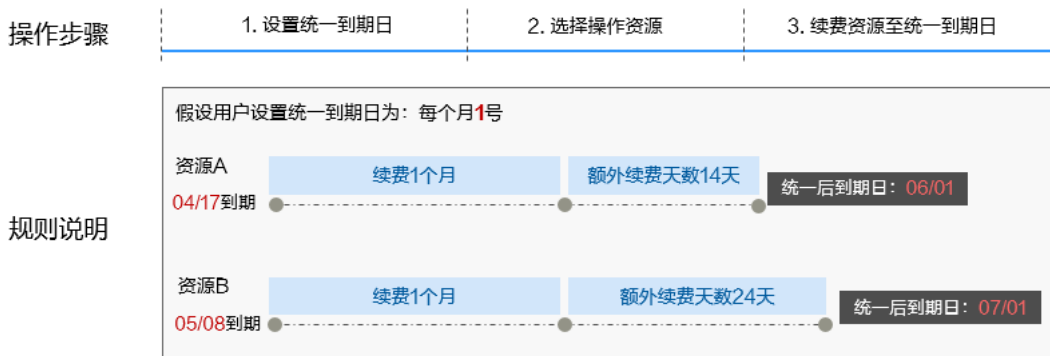 操作步骤
1. 设置统一到期日
2. 选择操作资源
3. 续费资源至统一到期日
规则说明
假设用户设置统一到期日为：每个月1号
资源A
续费1个月
额外续费天数14天
04/17到期
统一后到期日：06/01
资源B
续费1个月
额外续费天数24天
05/08到期
统一后到期日：07/01